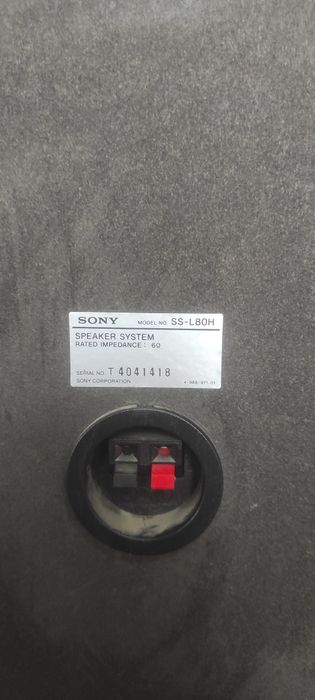 SONY MODEL NO. SS-L80H
SPEAKER SYSTEM
RATED IMPEDANCE: 6Ω
SERIAL NO. T 4041418
SONY CORPORATION